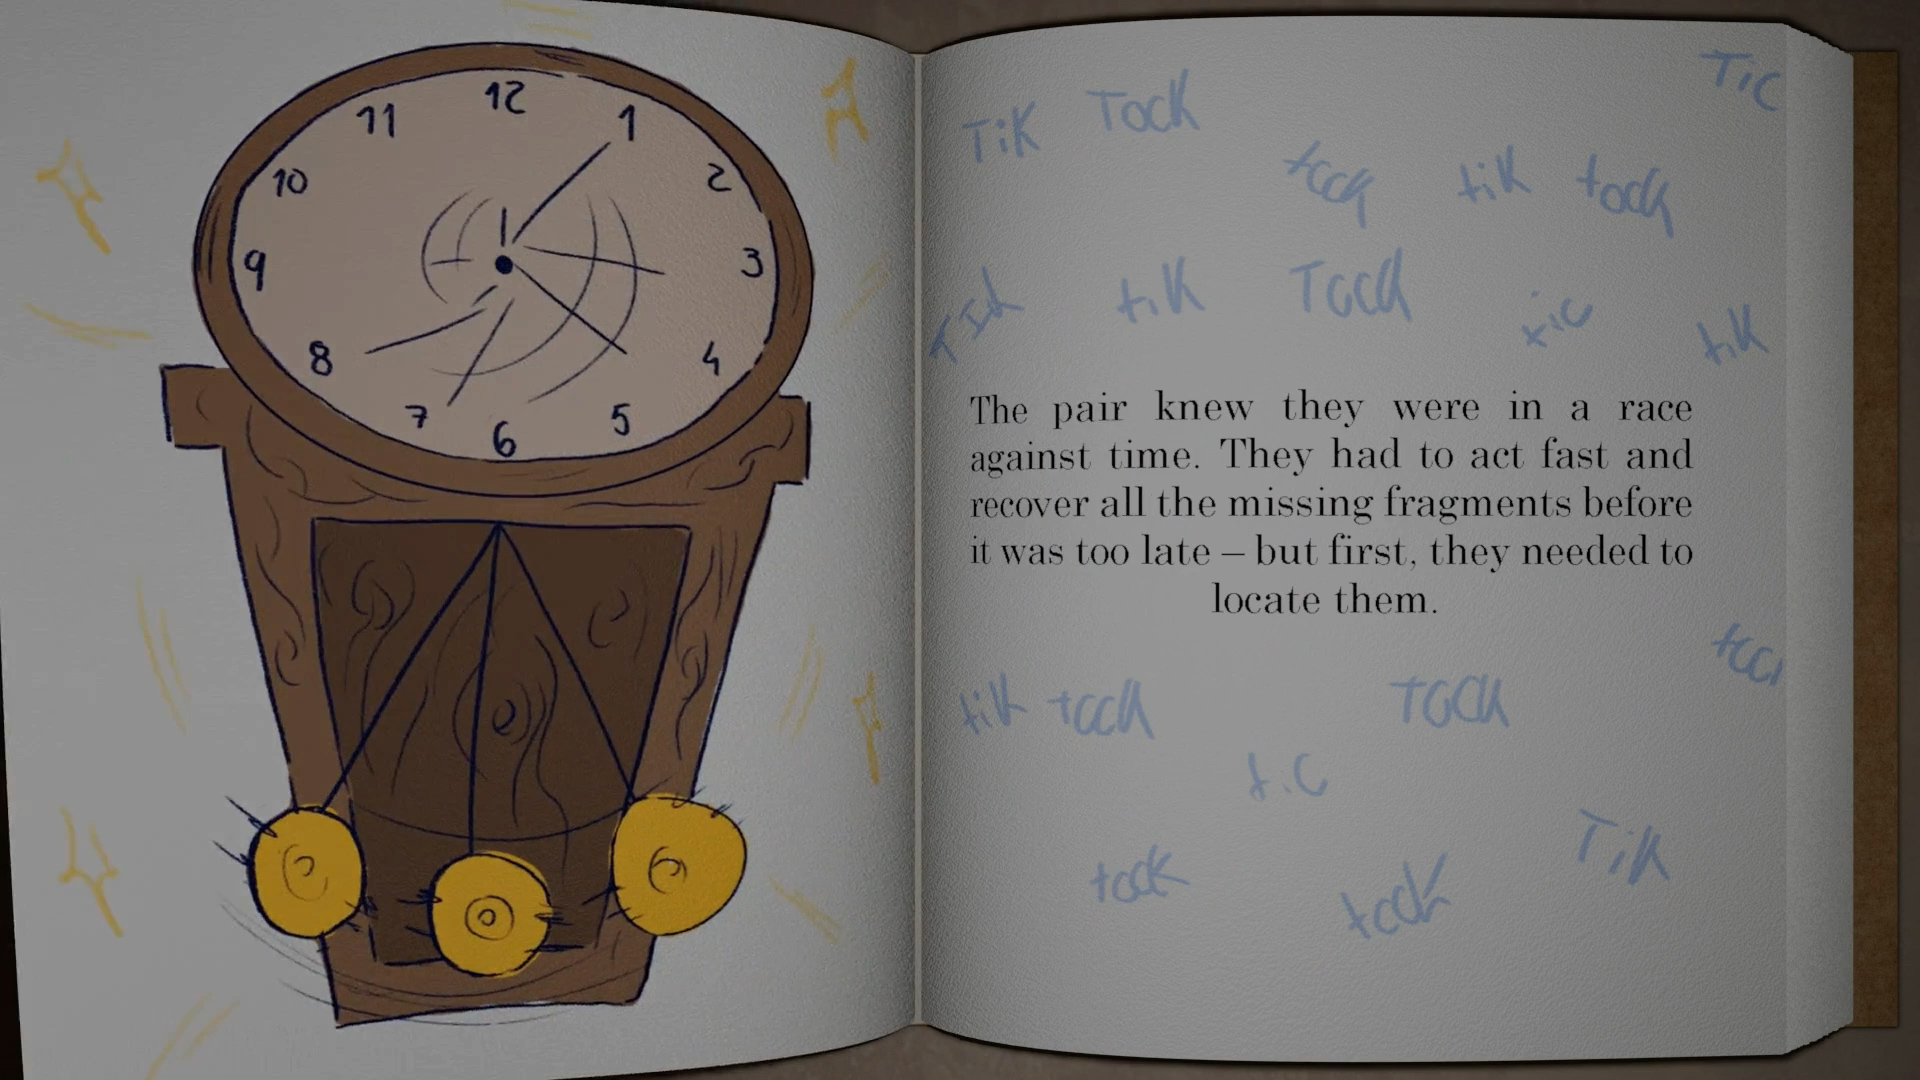 12
11
1
10
2
9
3
8
4
7
5
6
TiK TOCK
TiC
tock tik tock
tik TOCK tic tik
The pair knew they were in a race
against time. They had to act fast and
recover all the missing fragments before
it was too late – but first, they needed to
locate them.
tik tock TOCK
tic
TiK
tock tock